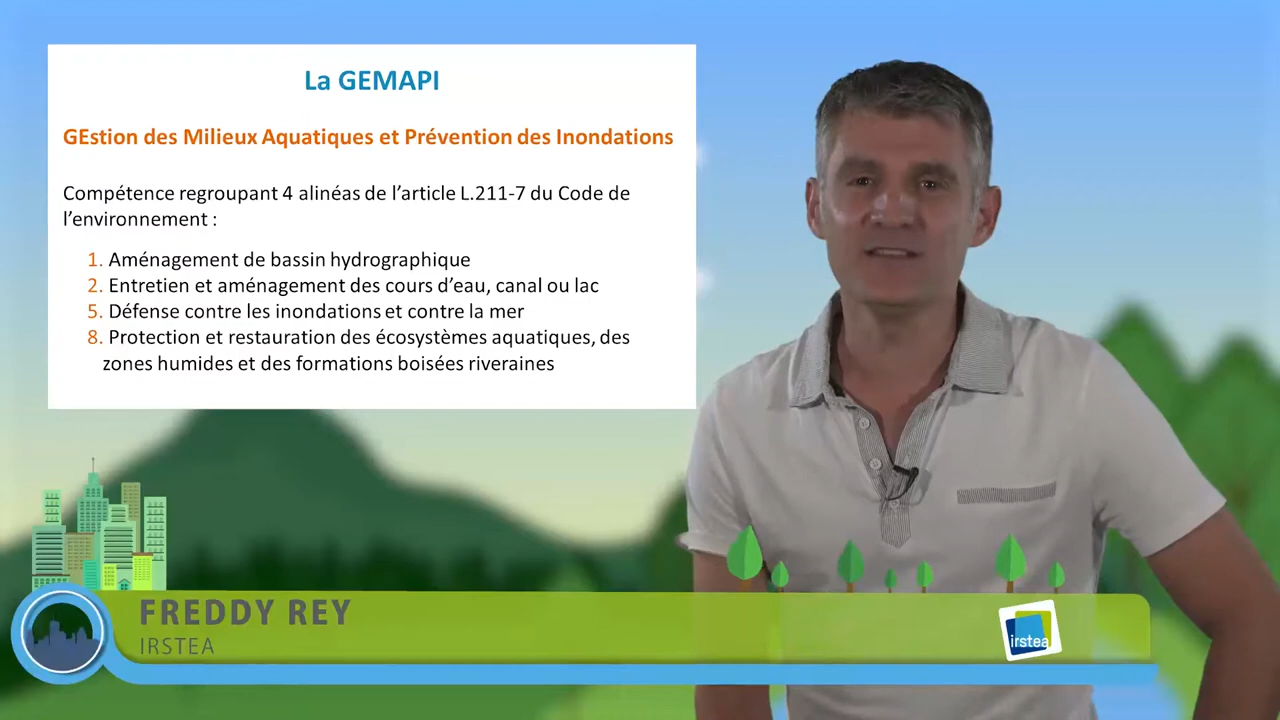 La GEMAPI
GEstion des Milieux Aquatiques et Prévention des Inondations
Compétence regroupant 4 alinéas de l’article L.211-7 du Code de
l’environnement :
1. Aménagement de bassin hydrographique
2. Entretien et aménagement des cours d’eau, canal ou lac
5. Défense contre les inondations et contre la mer
8. Protection et restauration des écosystèmes aquatiques, des
zones humides et des formations boisées riveraines
FREDDY REY
IRSTEA
irstea